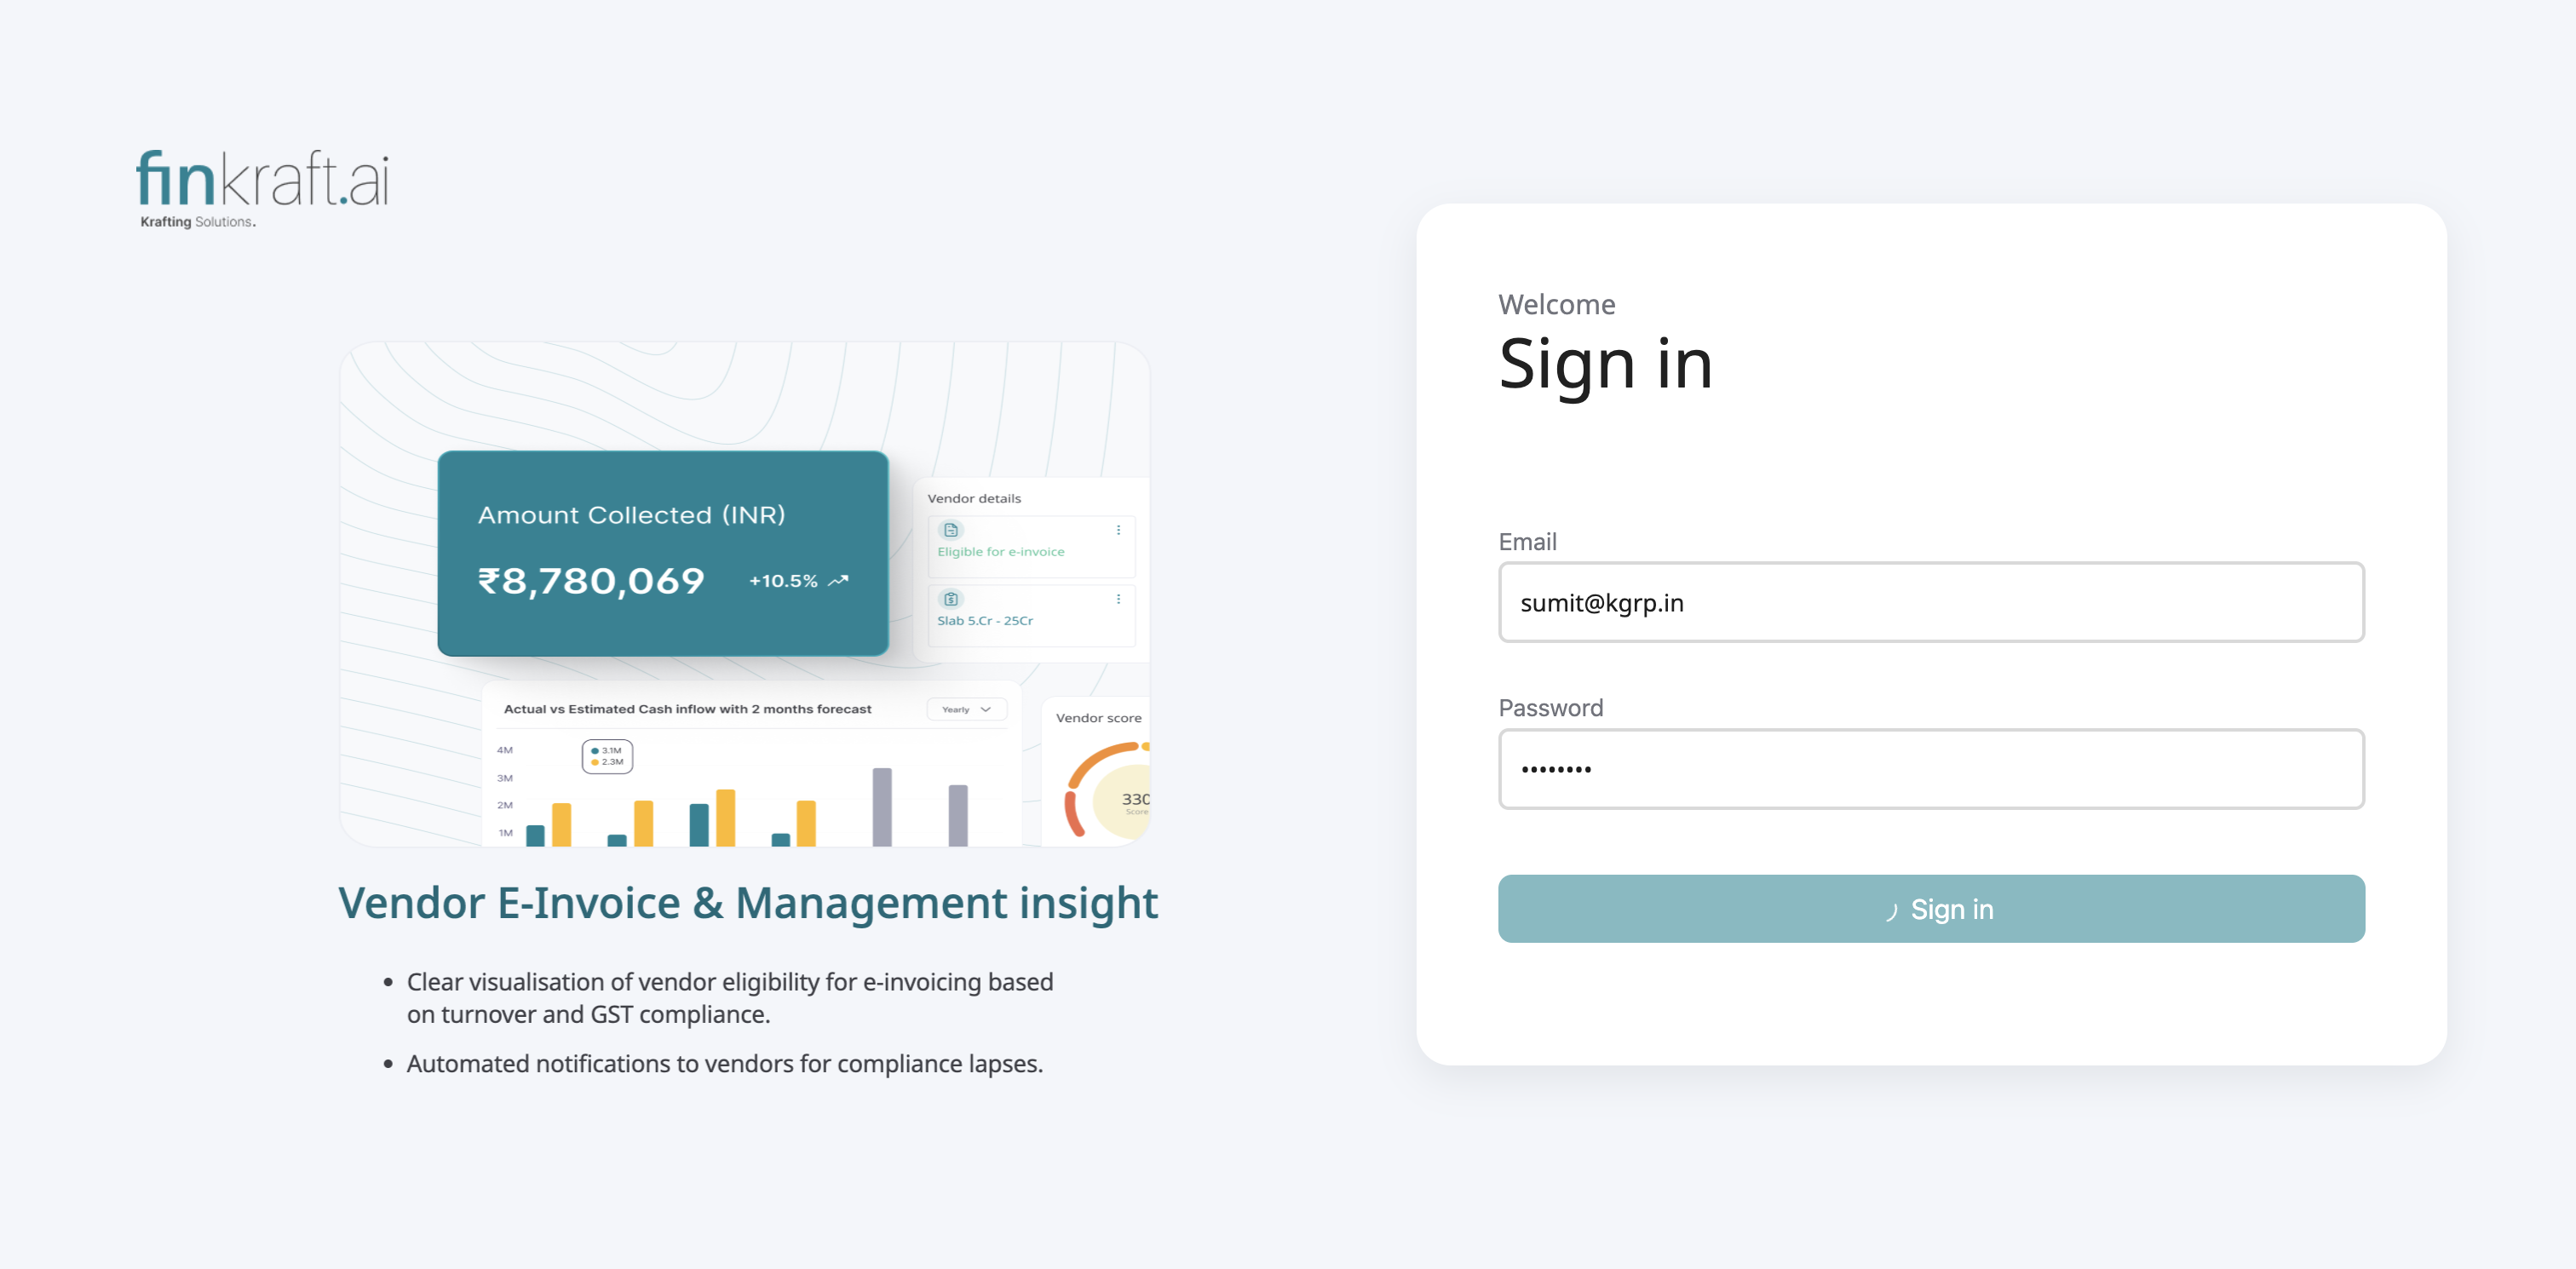 finkraft.ai
Krafting Solutions.
Amount Collected (INR)
₹8,780,069
+10.5%
Vendor details
Eligible for e-invoice
Slab 5.Cr - 25Cr
Actual vs Estimated Cash inflow with 2 months forecast
Yearly
4M
3M
2M
1M
3.1M
2.3M
Vendor score
330
Score
Vendor E-Invoice & Management insight
• Clear visualisation of vendor eligibility for e-invoicing based
on turnover and GST compliance.
• Automated notifications to vendors for compliance lapses.
Welcome
Sign in
Email
sumit@kgrp.in
Password
••••••••
Sign in